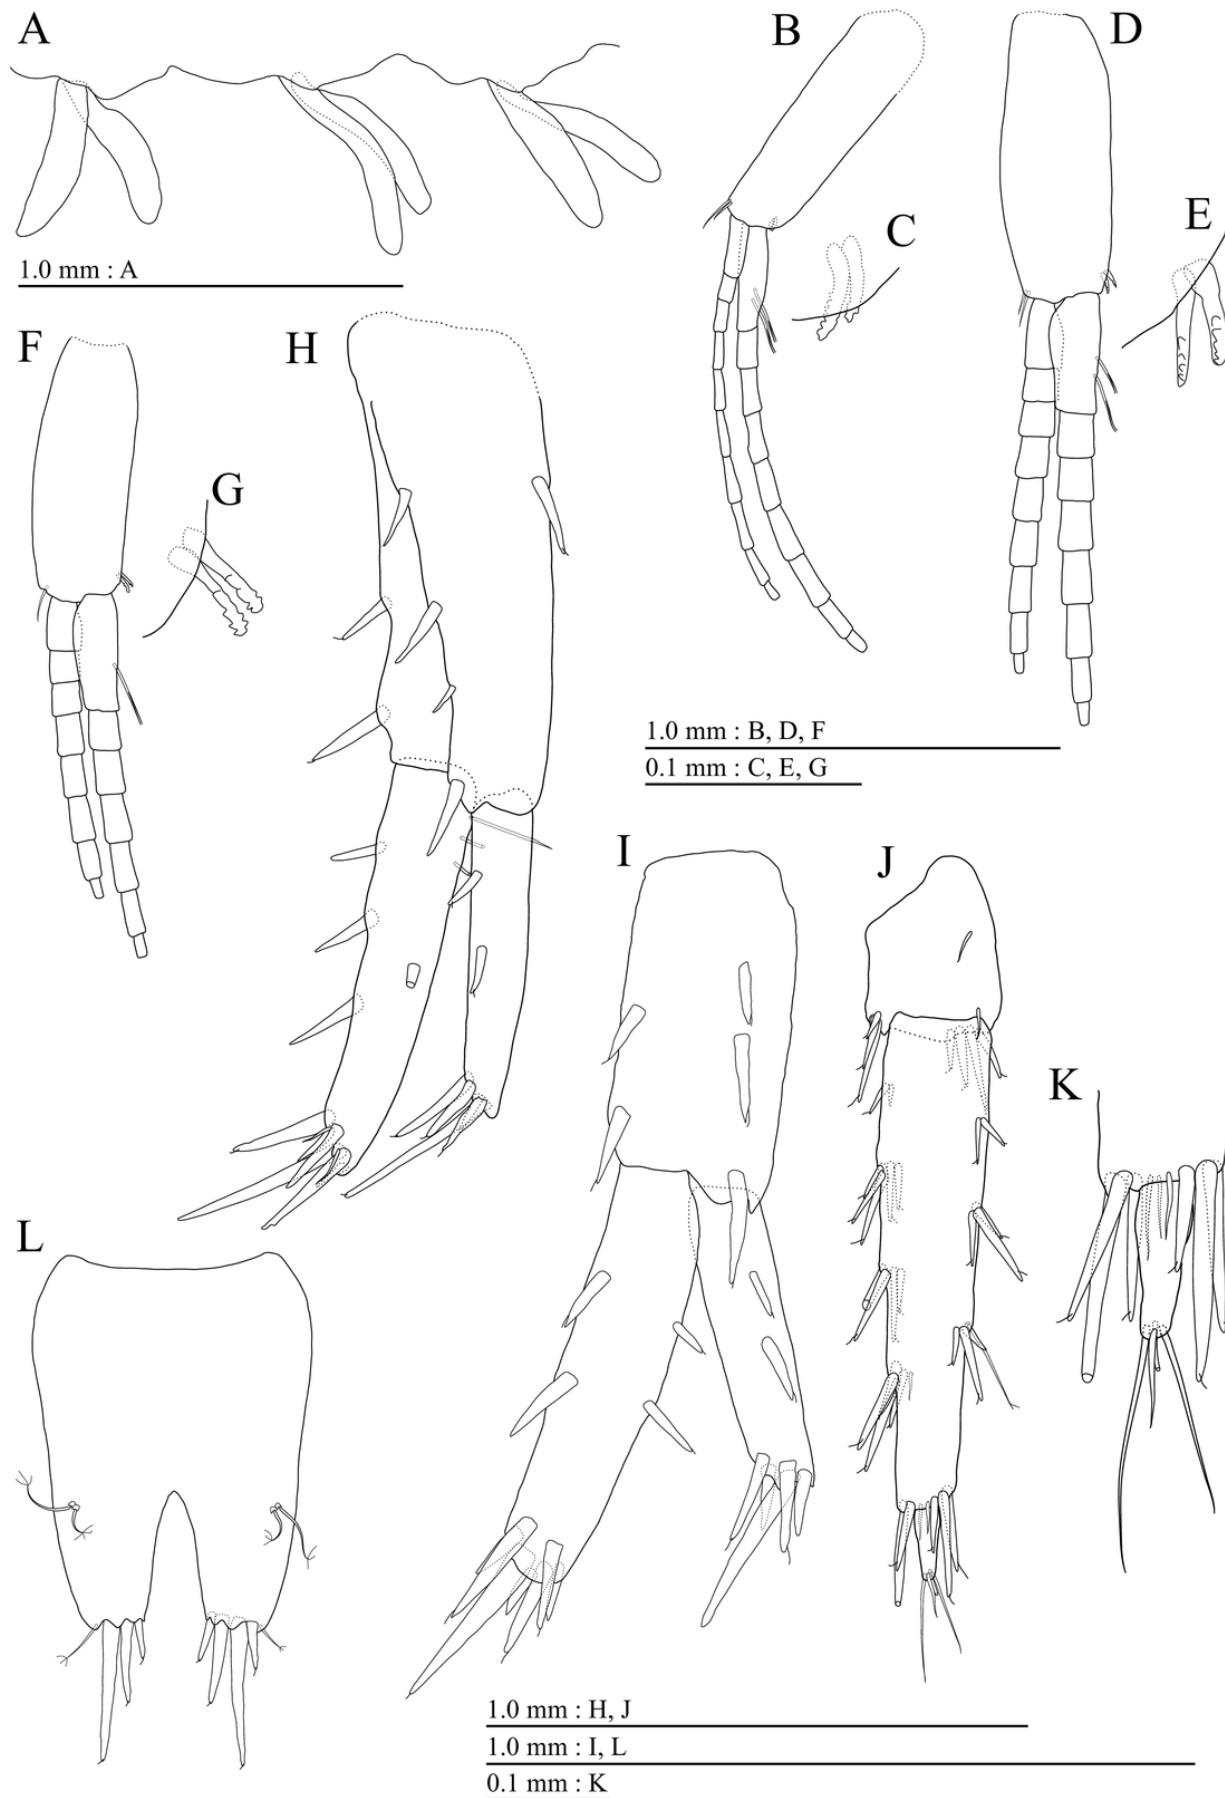 A
B
D
C
E
1.0 mm : A
F
H
G
1.0 mm : B, D, F
0.1 mm : C, E, G
I
J
K
L
1.0 mm : H, J
1.0 mm : I, L
0.1 mm : K